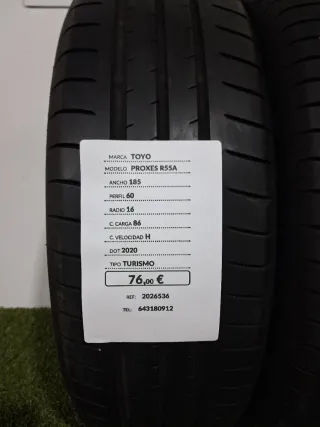 MARCA TOYO
MODELO PROXES R55A
ANCHO 185
PERFIL 60
RADIO 16
C. CARGA 86
C. VELOCIDAD H
DOT 2020
TIPO TURISMO
76,00 €
REF: 2026536
TEL: 643180912